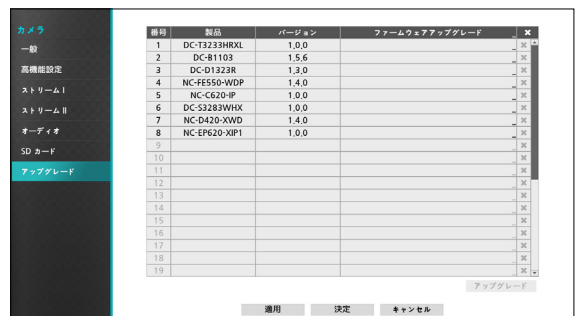 カメラ
一般
高機能設定
ストリーム I
ストリーム II
オーディオ
SD カード
アップグレード
番号 製品 バージョン ファームウェアアップグレード ×
1 DC-T3233HRXL 1,0,0 _ ×
2 DC-B1103 1,5,6 _ ×
3 DC-D1323R 1,3,0 _ ×
4 NC-FE550-WDP 1,4,0 _ ×
5 NC-C620-IP 1,0,0 _ ×
6 DC-S3283WHX 1,0,0 _ ×
7 NC-D420-XWD 1,4,0 _ ×
8 NC-EP620-XIP1 1,0,0 _ ×
9 _ ×
10 _ ×
11 _ ×
12 _ ×
13 _ ×
14 _ ×
15 _ ×
16 _ ×
17 _ ×
18 _ ×
19 _ ×
アップグレード
適用 決定 キャンセル